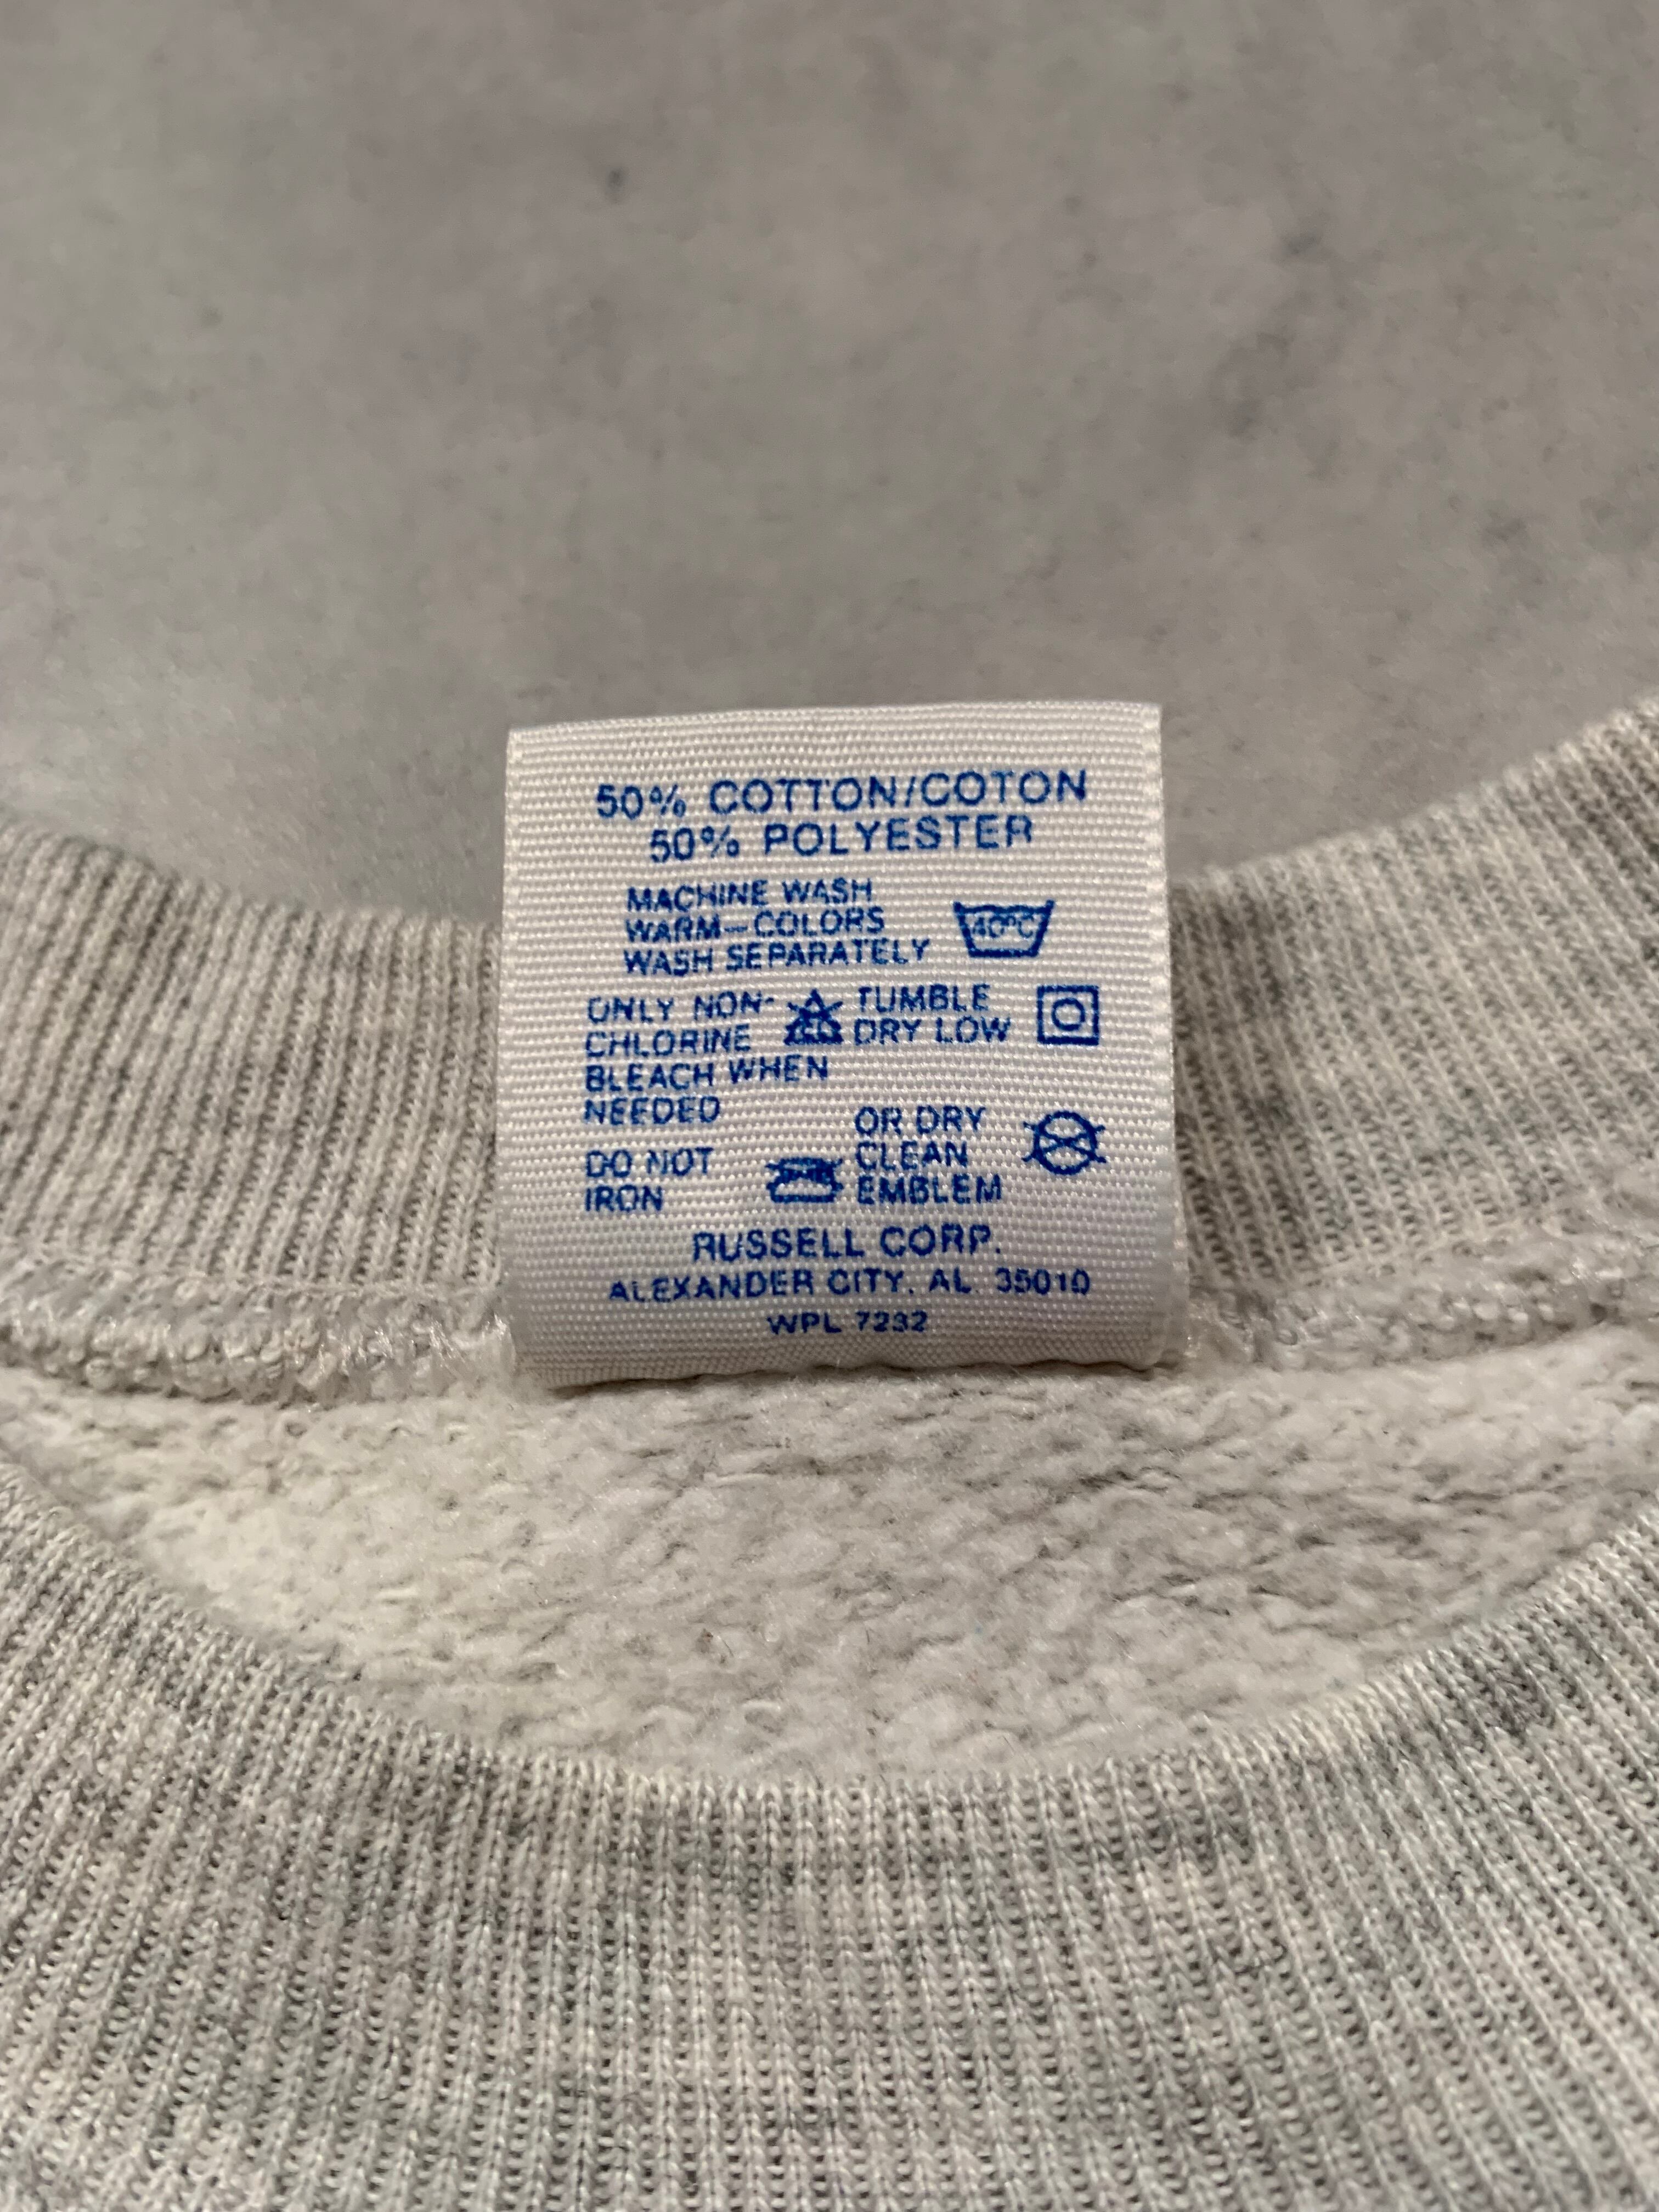 50% COTTON/COTON
50% POLYESTER
MACHINE WASH
WARM—COLORS
WASH SEPARATELY
40°C
ONLY NON-
CHLORINE
BLEACH WHEN
NEEDED
TUMBLE
DRY LOW
DO NOT
IRON
OR DRY
CLEAN
EMBLEM
RUSSELL CORP.
ALEXANDER CITY, AL 35010
WPL 7232